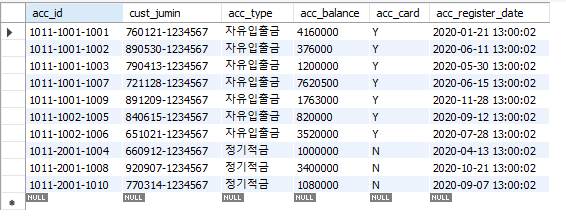 acc_id cust_jumin acc_type acc_balance acc_card acc_register_date
1011-1001-1001 760121-1234567 자유입출금 4160000 Y 2020-01-21 13:00:02
1011-1001-1002 890530-1234567 자유입출금 376000 Y 2020-06-11 13:00:02
1011-1001-1003 790413-1234567 자유입출금 1200000 Y 2020-05-30 13:00:02
1011-1001-1007 721128-1234567 자유입출금 7620500 Y 2020-06-15 13:00:02
1011-1001-1009 891209-1234567 자유입출금 1763000 Y 2020-11-28 13:00:02
1011-1002-1005 840615-1234567 자유입출금 820000 Y 2020-09-12 13:00:02
1011-1002-1006 651021-1234567 자유입출금 3520000 Y 2020-07-28 13:00:02
1011-2001-1004 660912-1234567 정기적금 1000000 N 2020-04-13 13:00:02
1011-2001-1008 920907-1234567 정기적금 3400000 N 2020-10-21 13:00:02
1011-2001-1010 770314-1234567 정기적금 1080000 N 2020-09-07 13:00:02
NULL NULL NULL NULL NULL NULL